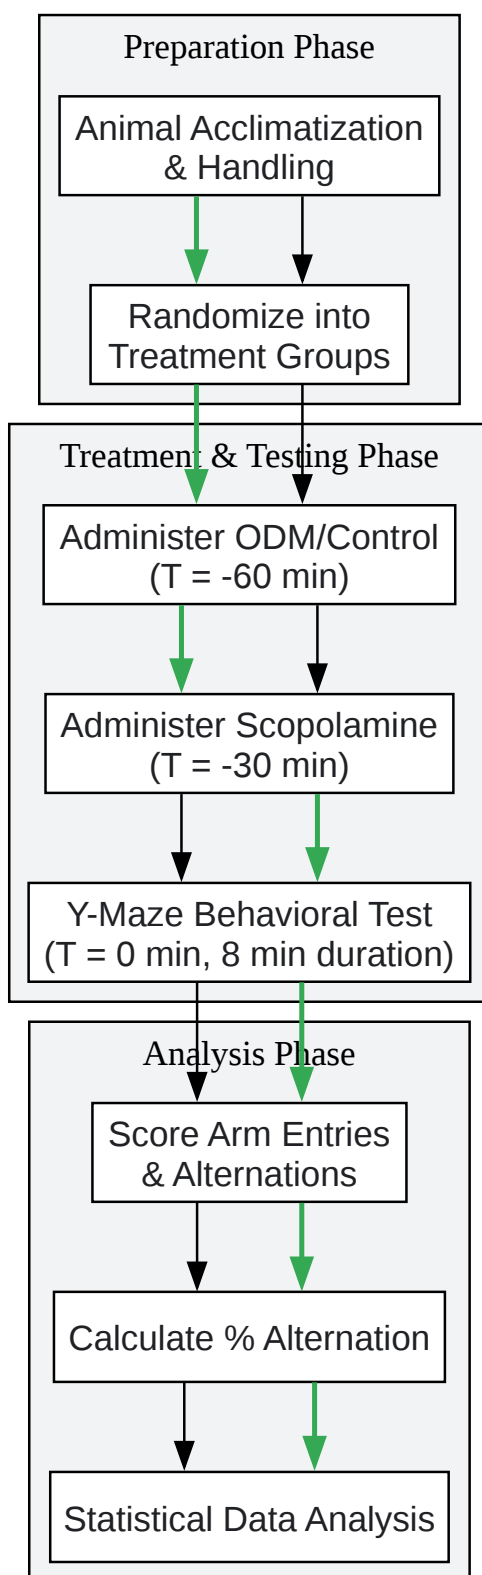 Preparation Phase
Animal Acclimatization
& Handling
Randomize into
Treatment Groups
Treatment & Testing Phase
Administer ODM/Control
(T = -60 min)
Administer Scopolamine
(T = -30 min)
Y-Maze Behavioral Test
(T = 0 min, 8 min duration)
Analysis Phase
Score Arm Entries
& Alternations
Calculate % Alternation
Statistical Data Analysis